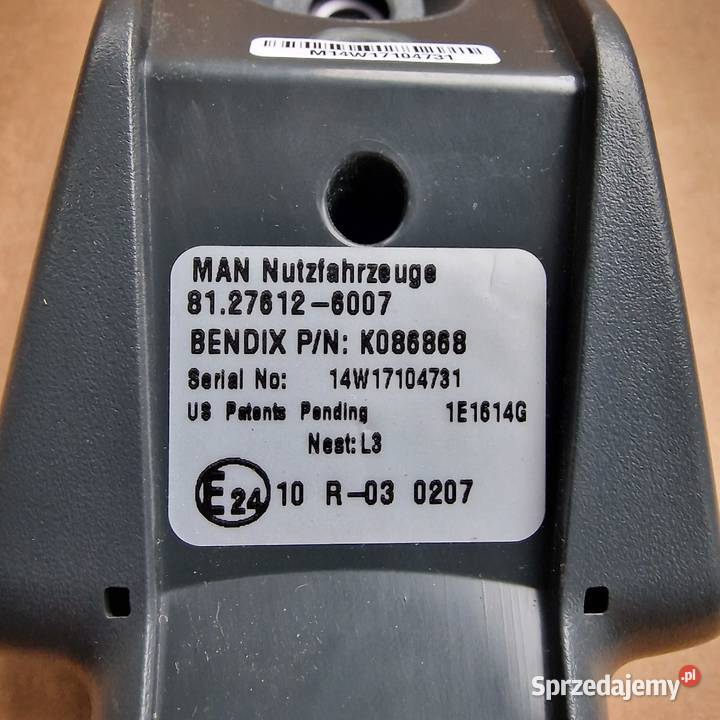 M14W17104731
MAN Nutzfahrzeuge
81.27612-6007
BENDIX P/N: K086868
Serial No: 14W17104731
US Patents Pending 1E1614G
Nest: L3
E24 10 R-03 0207
Sprzedajemy.pl